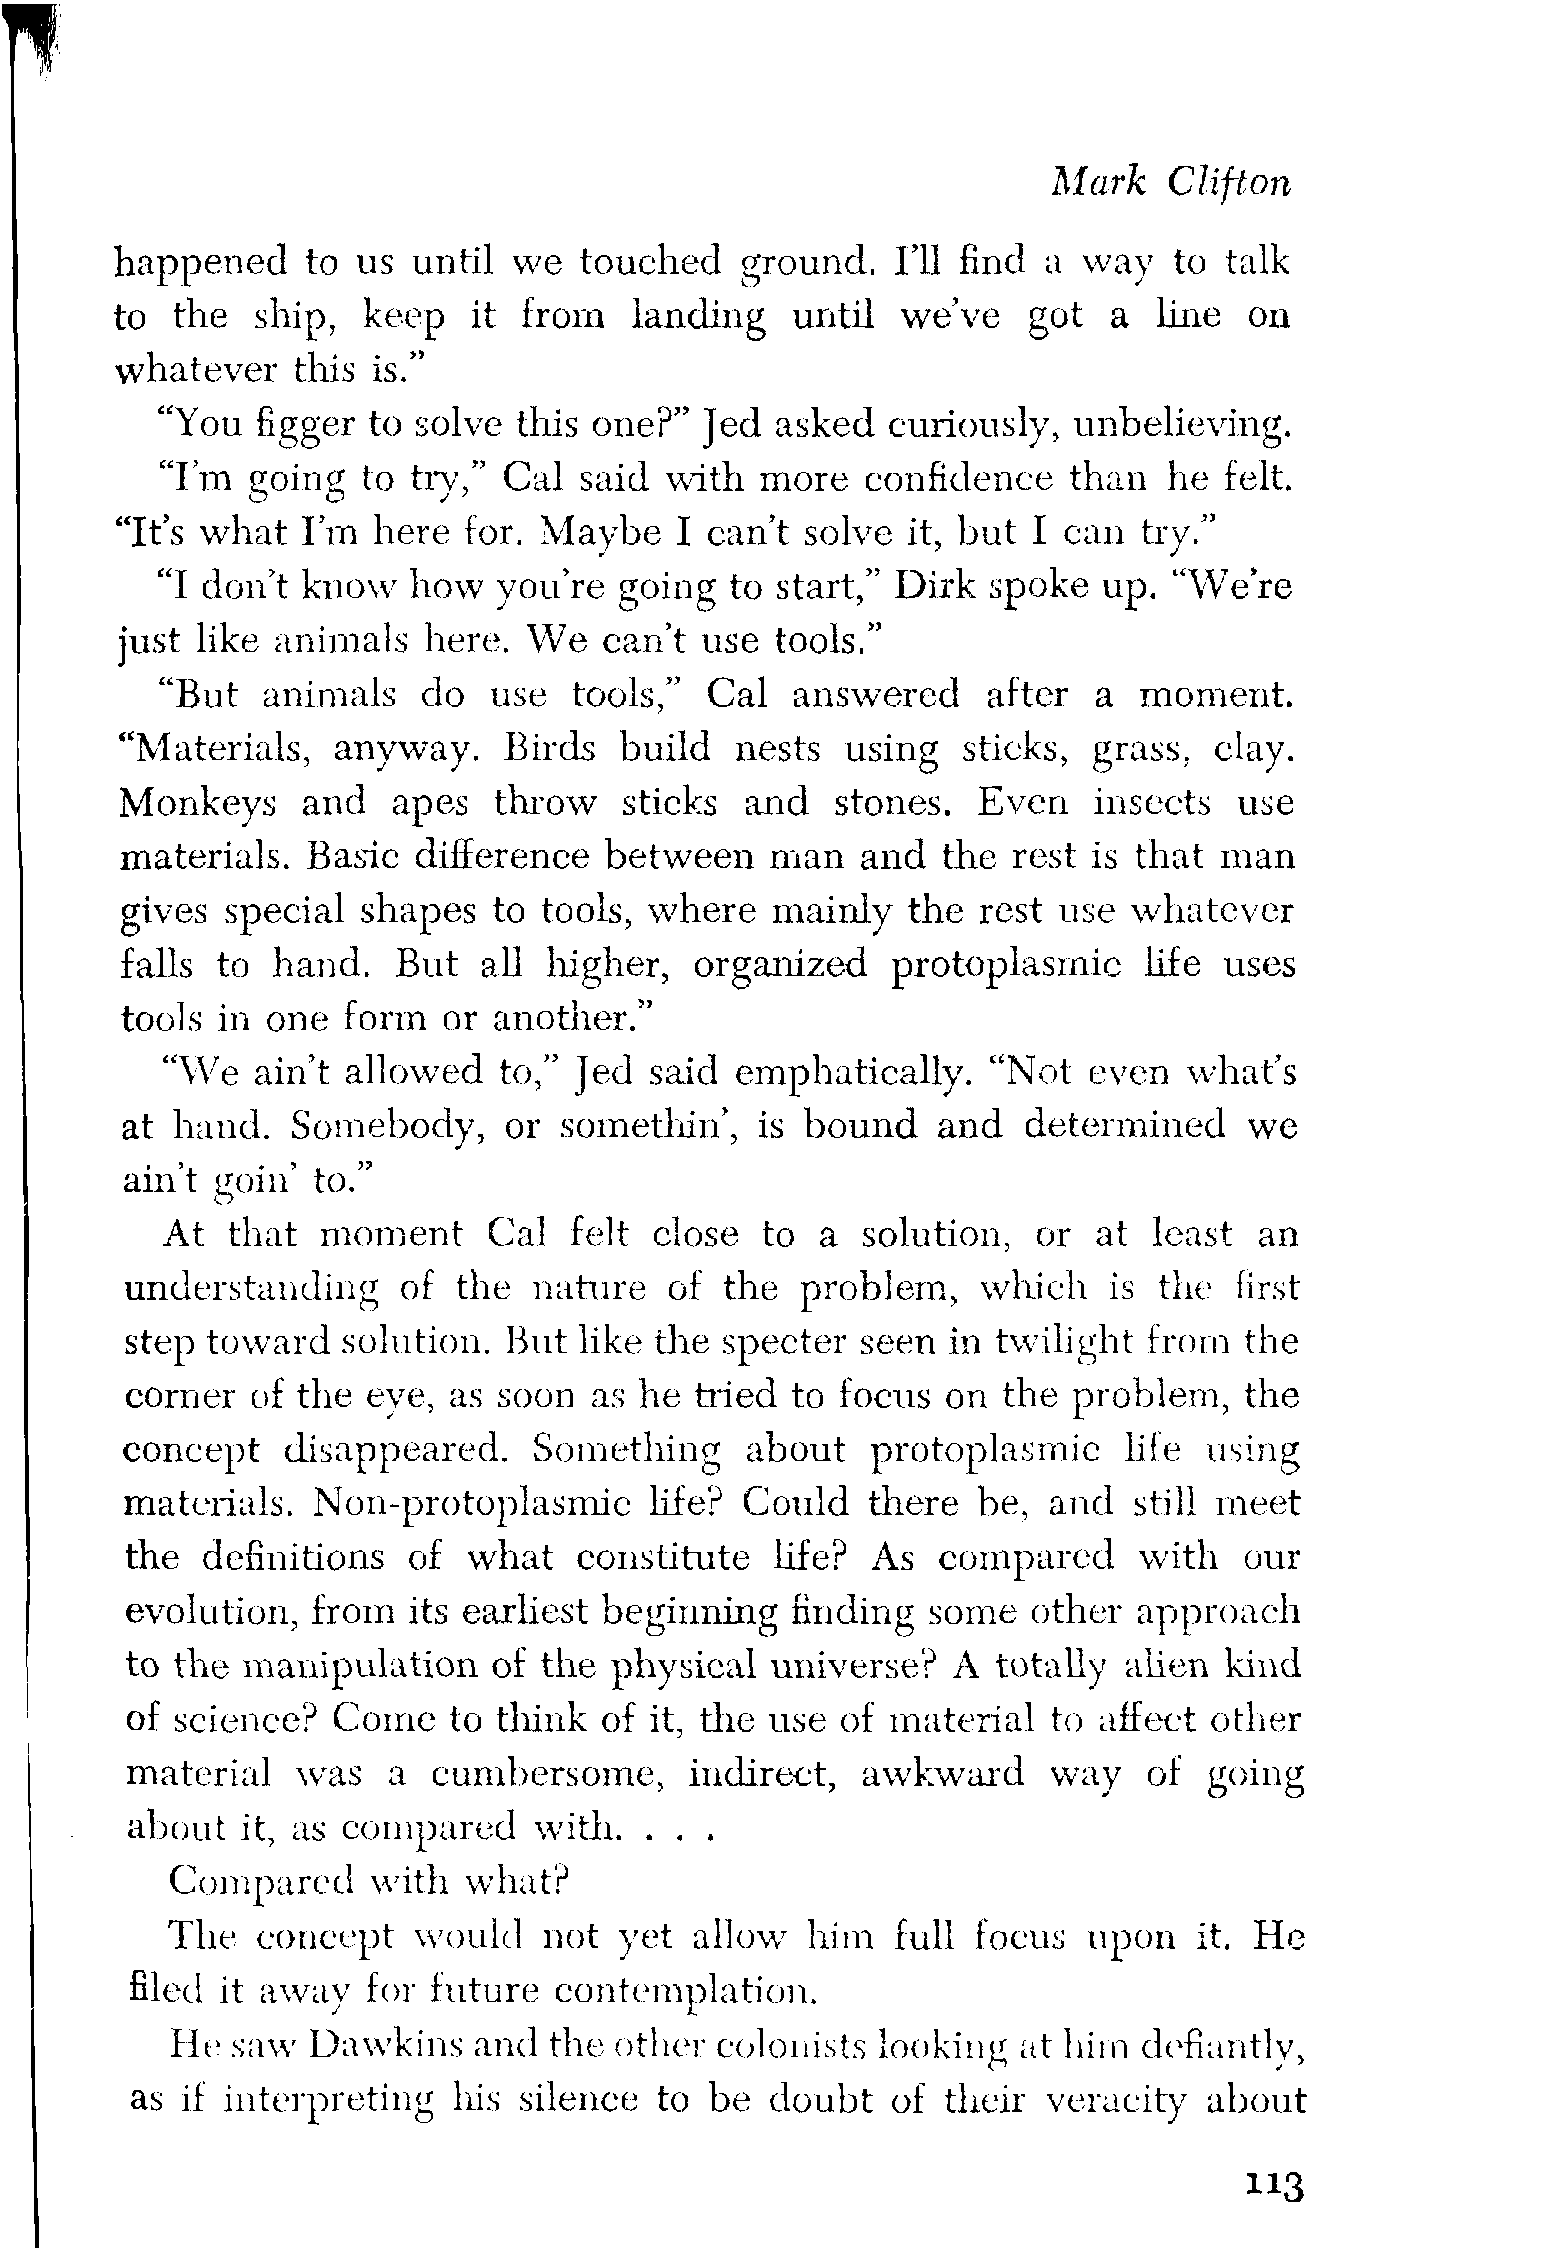 Mark Clifton
happened to us until we touched ground. I'll find a way to talk
to the ship, keep it from landing until we've got a line on
whatever this is."
"You figger to solve this one?" Jed asked curiously, unbelieving.
"I'm going to try," Cal said with more confidence than he felt.
"It's what I'm here for. Maybe I can't solve it, but I can try."
"I don't know how you're going to start," Dirk spoke up. "We're
just like animals here. We can't use tools."
"But animals do use tools," Cal answered after a moment.
"Materials, anyway. Birds build nests using sticks, grass, clay.
Monkeys and apes throw sticks and stones. Even insects use
materials. Basic difference between man and the rest is that man
gives special shapes to tools, where mainly the rest use whatever
falls to hand. But all higher, organized protoplasmic life uses
tools in one form or another."
"We ain't allowed to," Jed said emphatically. "Not even what's
at hand. Somebody, or somethin', is bound and determined we
ain't goin' to."
At that moment Cal felt close to a solution, or at least an
understanding of the nature of the problem, which is the first
step toward solution. But like the specter seen in twilight from the
corner of the eye, as soon as he tried to focus on the problem, the
concept disappeared. Something about protoplasmic life using
materials. Non-protoplasmic life? Could there be, and still meet
the definitions of what constitute life? As compared with our
evolution, from its earliest beginning finding some other approach
to the manipulation of the physical universe? A totally alien kind
of science? Come to think of it, the use of material to affect other
material was a cumbersome, indirect, awkward way of going
about it, as compared with. . . .
Compared with what?
The concept would not yet allow him full focus upon it. He
filed it away for future contemplation.
He saw Dawkins and the other colonists looking at him defiantly,
as if interpreting his silence to be doubt of their veracity about
113